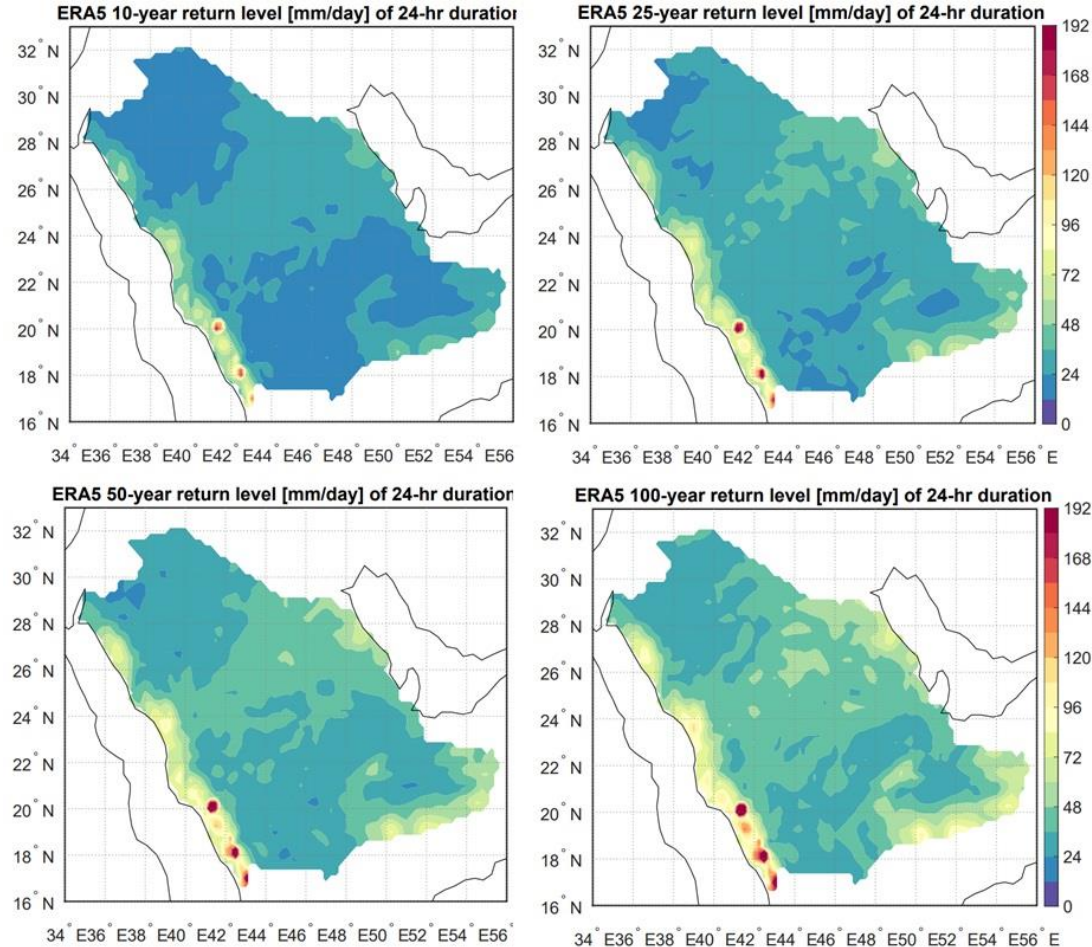 ERA5 10-year return level [mm/day] of 24-hr duration
32° N
30° N
28° N
26° N
24° N
22° N
20° N
18° N
16° N
34° E36° E38° E40° E42° E44° E46° E48° E50° E52° E54° E56
ERA5 25-year return level [mm/day] of 24-hr duration
32° N
30° N
28° N
26° N
24° N
22° N
20° N
18° N
16° N
34° E36° E38° E40° E42° E44° E46° E48° E50° E52° E54° E56° E
192
168
144
120
96
72
48
24
0
ERA5 50-year return level [mm/day] of 24-hr duration
32° N
30° N
28° N
26° N
24° N
22° N
20° N
18° N
16° N
34° E36° E38° E40° E42° E44° E46° E48° E50° E52° E54° E56° E
ERA5 100-year return level [mm/day] of 24-hr duration
32° N
30° N
28° N
26° N
24° N
22° N
20° N
18° N
16° N
34° E36° E38° E40° E42° E44° E46° E48° E50° E52° E54° E56° E
192
168
144
120
96
72
48
24
0